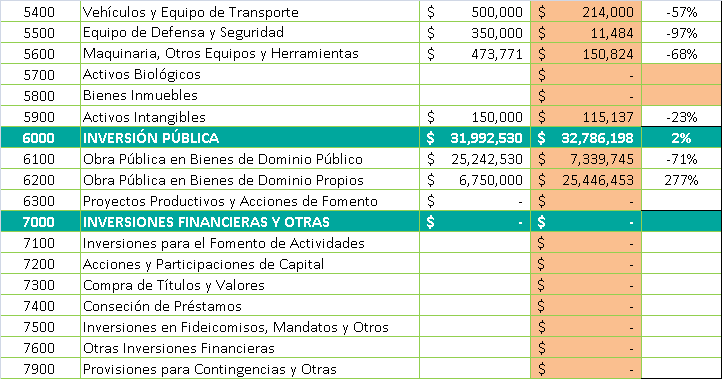 5400 Vehículos y Equipo de Transporte $ 500,000 $ 214,000 -57%
5500 Equipo de Defensa y Seguridad $ 350,000 $ 11,484 -97%
5600 Maquinaria, Otros Equipos y Herramientas $ 473,771 $ 150,824 -68%
5700 Activos Biológicos $ -
5800 Bienes Inmuebles $ -
5900 Activos Intangibles $ 150,000 $ 115,137 -23%
6000 INVERSIÓN PÚBLICA $ 31,992,530 $ 32,786,198 2%
6100 Obra Pública en Bienes de Dominio Público $ 25,242,530 $ 7,339,745 -71%
6200 Obra Pública en Bienes de Dominio Propios $ 6,750,000 $ 25,446,453 277%
6300 Proyectos Productivos y Acciones de Fomento $ - $ -
7000 INVERSIONES FINANCIERAS Y OTRAS $ - $ -
7100 Inversiones para el Fomento de Actividades $ -
7200 Acciones y Participaciones de Capital $ -
7300 Compra de Títulos y Valores $ -
7400 Conseción de Préstamos $ -
7500 Inversiones en Fideicomisos, Mandatos y Otros $ -
7600 Otras Inversiones Financieras $ -
7900 Provisiones para Contingencias y Otras $ -